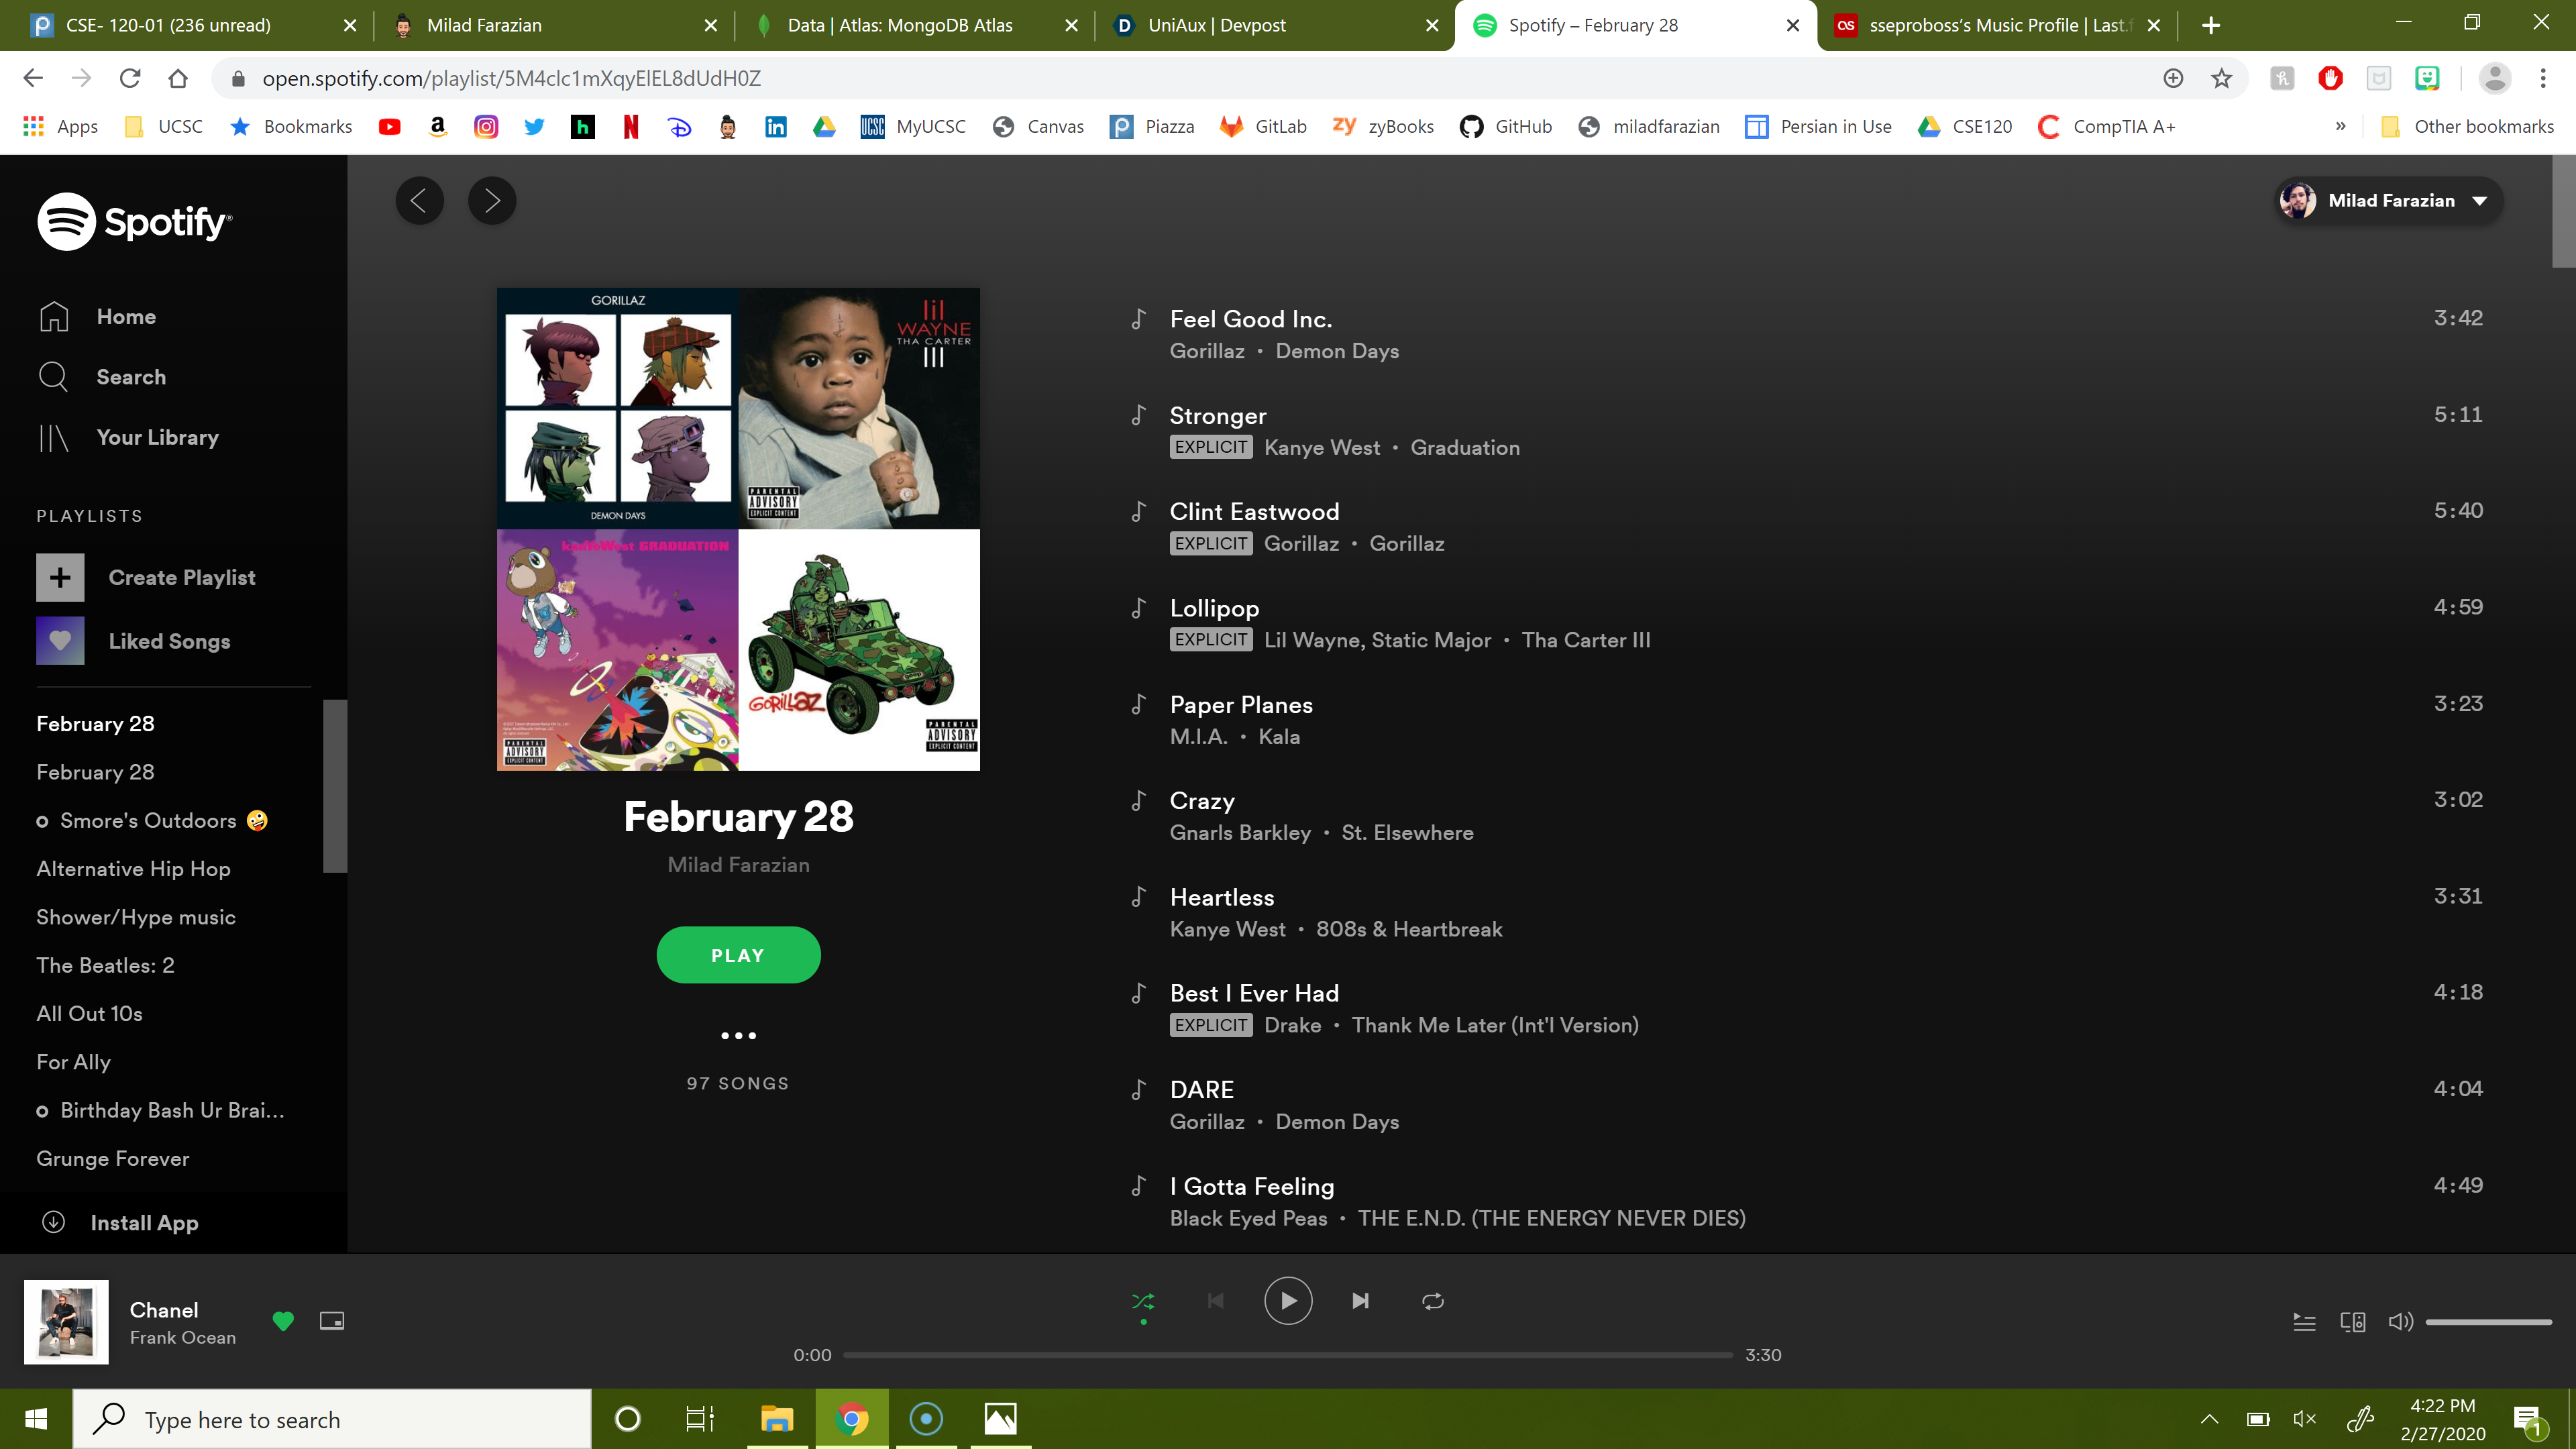 CSE- 120-01 (236 unread)
Milad Farazian
Data | Atlas: MongoDB Atlas
UniAux | Devpost
Spotify – February 28
sseproboss’s Music Profile | Last.f
open.spotify.com/playlist/5M4clc1mXqyElEL8dUdH0Z
Apps
UCSC
Bookmarks
MyUCSC
Canvas
Piazza
GitLab
zyBooks
GitHub
miladfarazian
Persian in Use
CSE120
CompTIA A+
Other bookmarks
Spotify
Milad Farazian
Home
Search
Your Library
PLAYLISTS
Create Playlist
Liked Songs
February 28
February 28
Smore's Outdoors 🤪
Alternative Hip Hop
Shower/Hype music
The Beatles: 2
All Out 10s
For Ally
Birthday Bash Ur Brai...
Grunge Forever
Install App
GORILLAZ
DEMON DAYS
lil
WAYNE
THA CARTER
III
PARENTAL
ADVISORY
EXPLICIT CONTENT
KanYeWest GRADUATION
PARENTAL
ADVISORY
EXPLICIT CONTENT
GORILLAZ
PARENTAL
ADVISORY
EXPLICIT CONTENT
February 28
Milad Farazian
PLAY
97 SONGS
Feel Good Inc. 3:42
Gorillaz • Demon Days
Stronger 5:11
EXPLICIT Kanye West • Graduation
Clint Eastwood 5:40
EXPLICIT Gorillaz • Gorillaz
Lollipop 4:59
EXPLICIT Lil Wayne, Static Major • Tha Carter III
Paper Planes 3:23
M.I.A. • Kala
Crazy 3:02
Gnarls Barkley • St. Elsewhere
Heartless 3:31
Kanye West • 808s & Heartbreak
Best I Ever Had 4:18
EXPLICIT Drake • Thank Me Later (Int'l Version)
DARE 4:04
Gorillaz • Demon Days
I Gotta Feeling 4:49
Black Eyed Peas • THE E.N.D. (THE ENERGY NEVER DIES)
Chanel
Frank Ocean
0:00
3:30
Type here to search
4:22 PM
2/27/2020
1